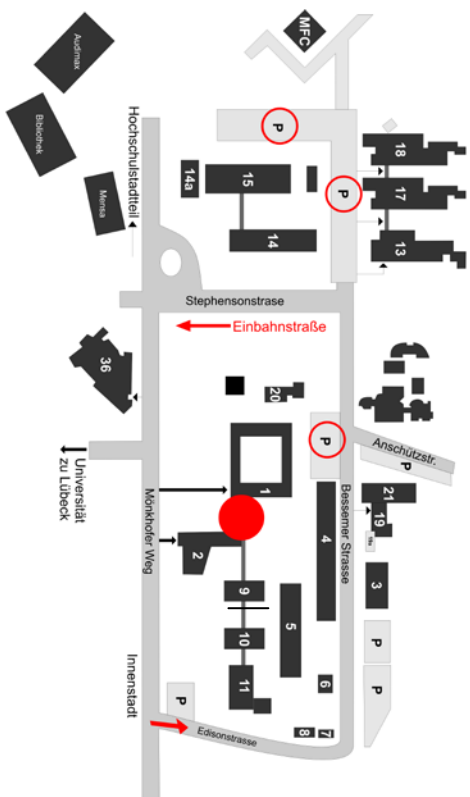 MFC
Audimax
Bibliothek
Mensa
Hochschulstadtteil
P
P
18
17
13
15
14a
14
Stephensonstrase
Einbahnstraße
36
20
P
Anschützstr.
P
Universität
zu Lübeck
Mönkhofer Weg
1
2
Bessemer Strasse
4
21
19
19a
3
9
5
10
11
6
P
P
P
Innenstadt
Edisonstrasse
8
7